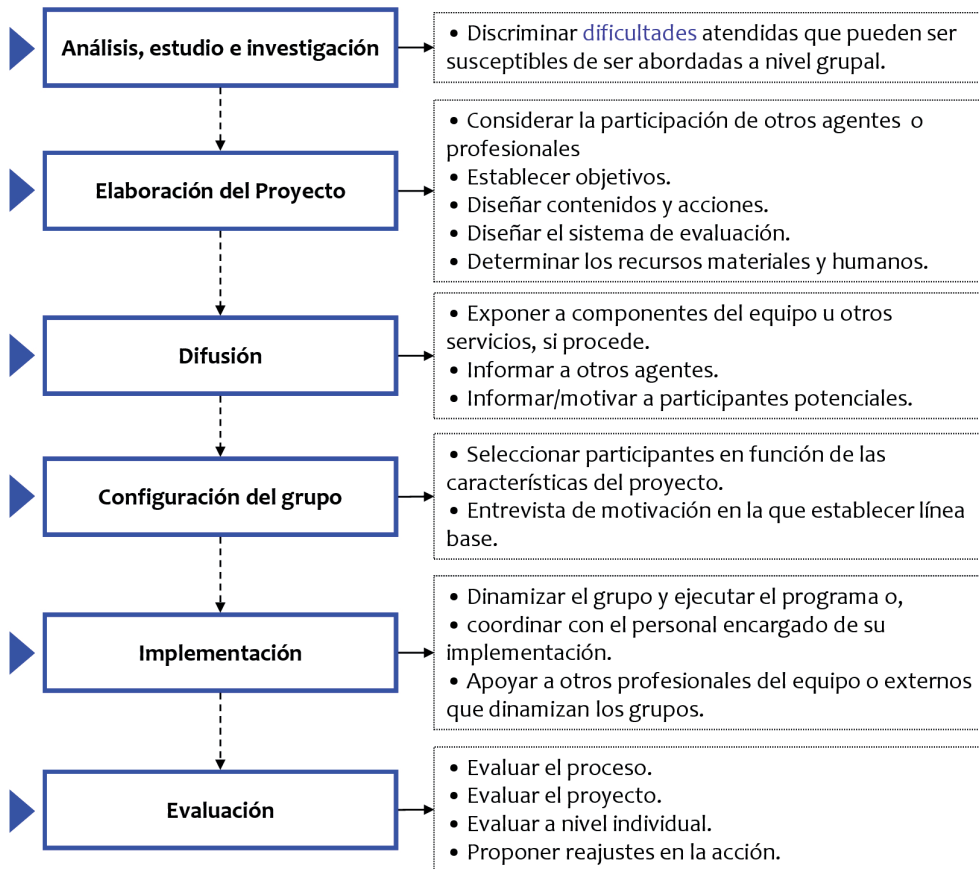 Análisis, estudio e investigación
• Discriminar dificultades atendidas que pueden ser
susceptibles de ser abordadas a nivel grupal.
Elaboración del Proyecto
• Considerar la participación de otros agentes o
profesionales
• Establecer objetivos.
• Diseñar contenidos y acciones.
• Diseñar el sistema de evaluación.
• Determinar los recursos materiales y humanos.
Difusión
• Exponer a componentes del equipo u otros
servicios, si procede.
• Informar a otros agentes.
• Informar/motivar a participantes potenciales.
Configuración del grupo
• Seleccionar participantes en función de las
características del proyecto.
• Entrevista de motivación en la que establecer línea
base.
Implementación
• Dinamizar el grupo y ejecutar el programa o,
• coordinar con el personal encargado de su
implementación.
• Apoyar a otros profesionales del equipo o externos
que dinamizan los grupos.
Evaluación
• Evaluar el proceso.
• Evaluar el proyecto.
• Evaluar a nivel individual.
• Proponer reajustes en la acción.